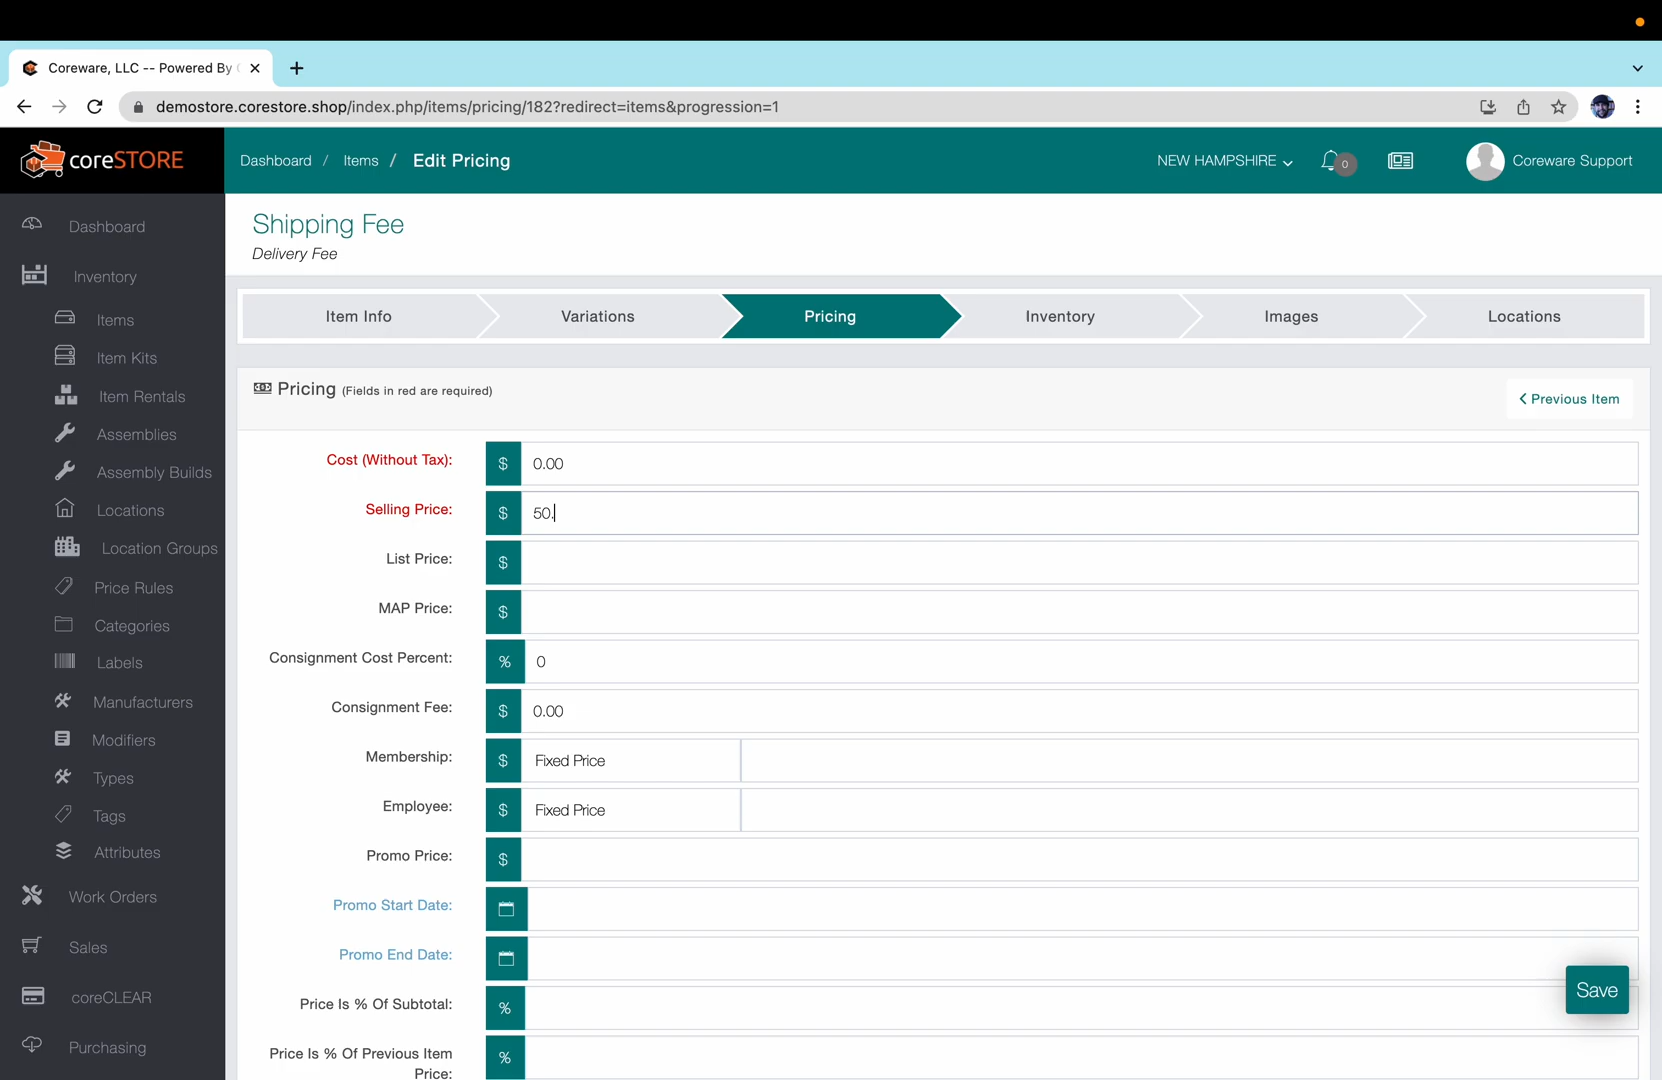 Coreware, LLC -- Powered By
demostore.corestore.shop/index.php/items/pricing/182?redirect=items&progression=1
coreSTORE
Dashboard / Items / Edit Pricing
NEW HAMPSHIRE
0
Coreware Support
Dashboard
Inventory
Items
Item Kits
Item Rentals
Assemblies
Assembly Builds
Locations
Location Groups
Price Rules
Categories
Labels
Manufacturers
Modifiers
Types
Tags
Attributes
Work Orders
Sales
coreCLEAR
Purchasing
Shipping Fee
Delivery Fee
Item Info
Variations
Pricing
Inventory
Images
Locations
Pricing (Fields in red are required)
Previous Item
Cost (Without Tax): $ 0.00
Selling Price: $ 50.
List Price: $
MAP Price: $
Consignment Cost Percent: % 0
Consignment Fee: $ 0.00
Membership: $ Fixed Price
Employee: $ Fixed Price
Promo Price: $
Promo Start Date:
Promo End Date:
Price Is % Of Subtotal: %
Price Is % Of Previous Item
Price: %
Save